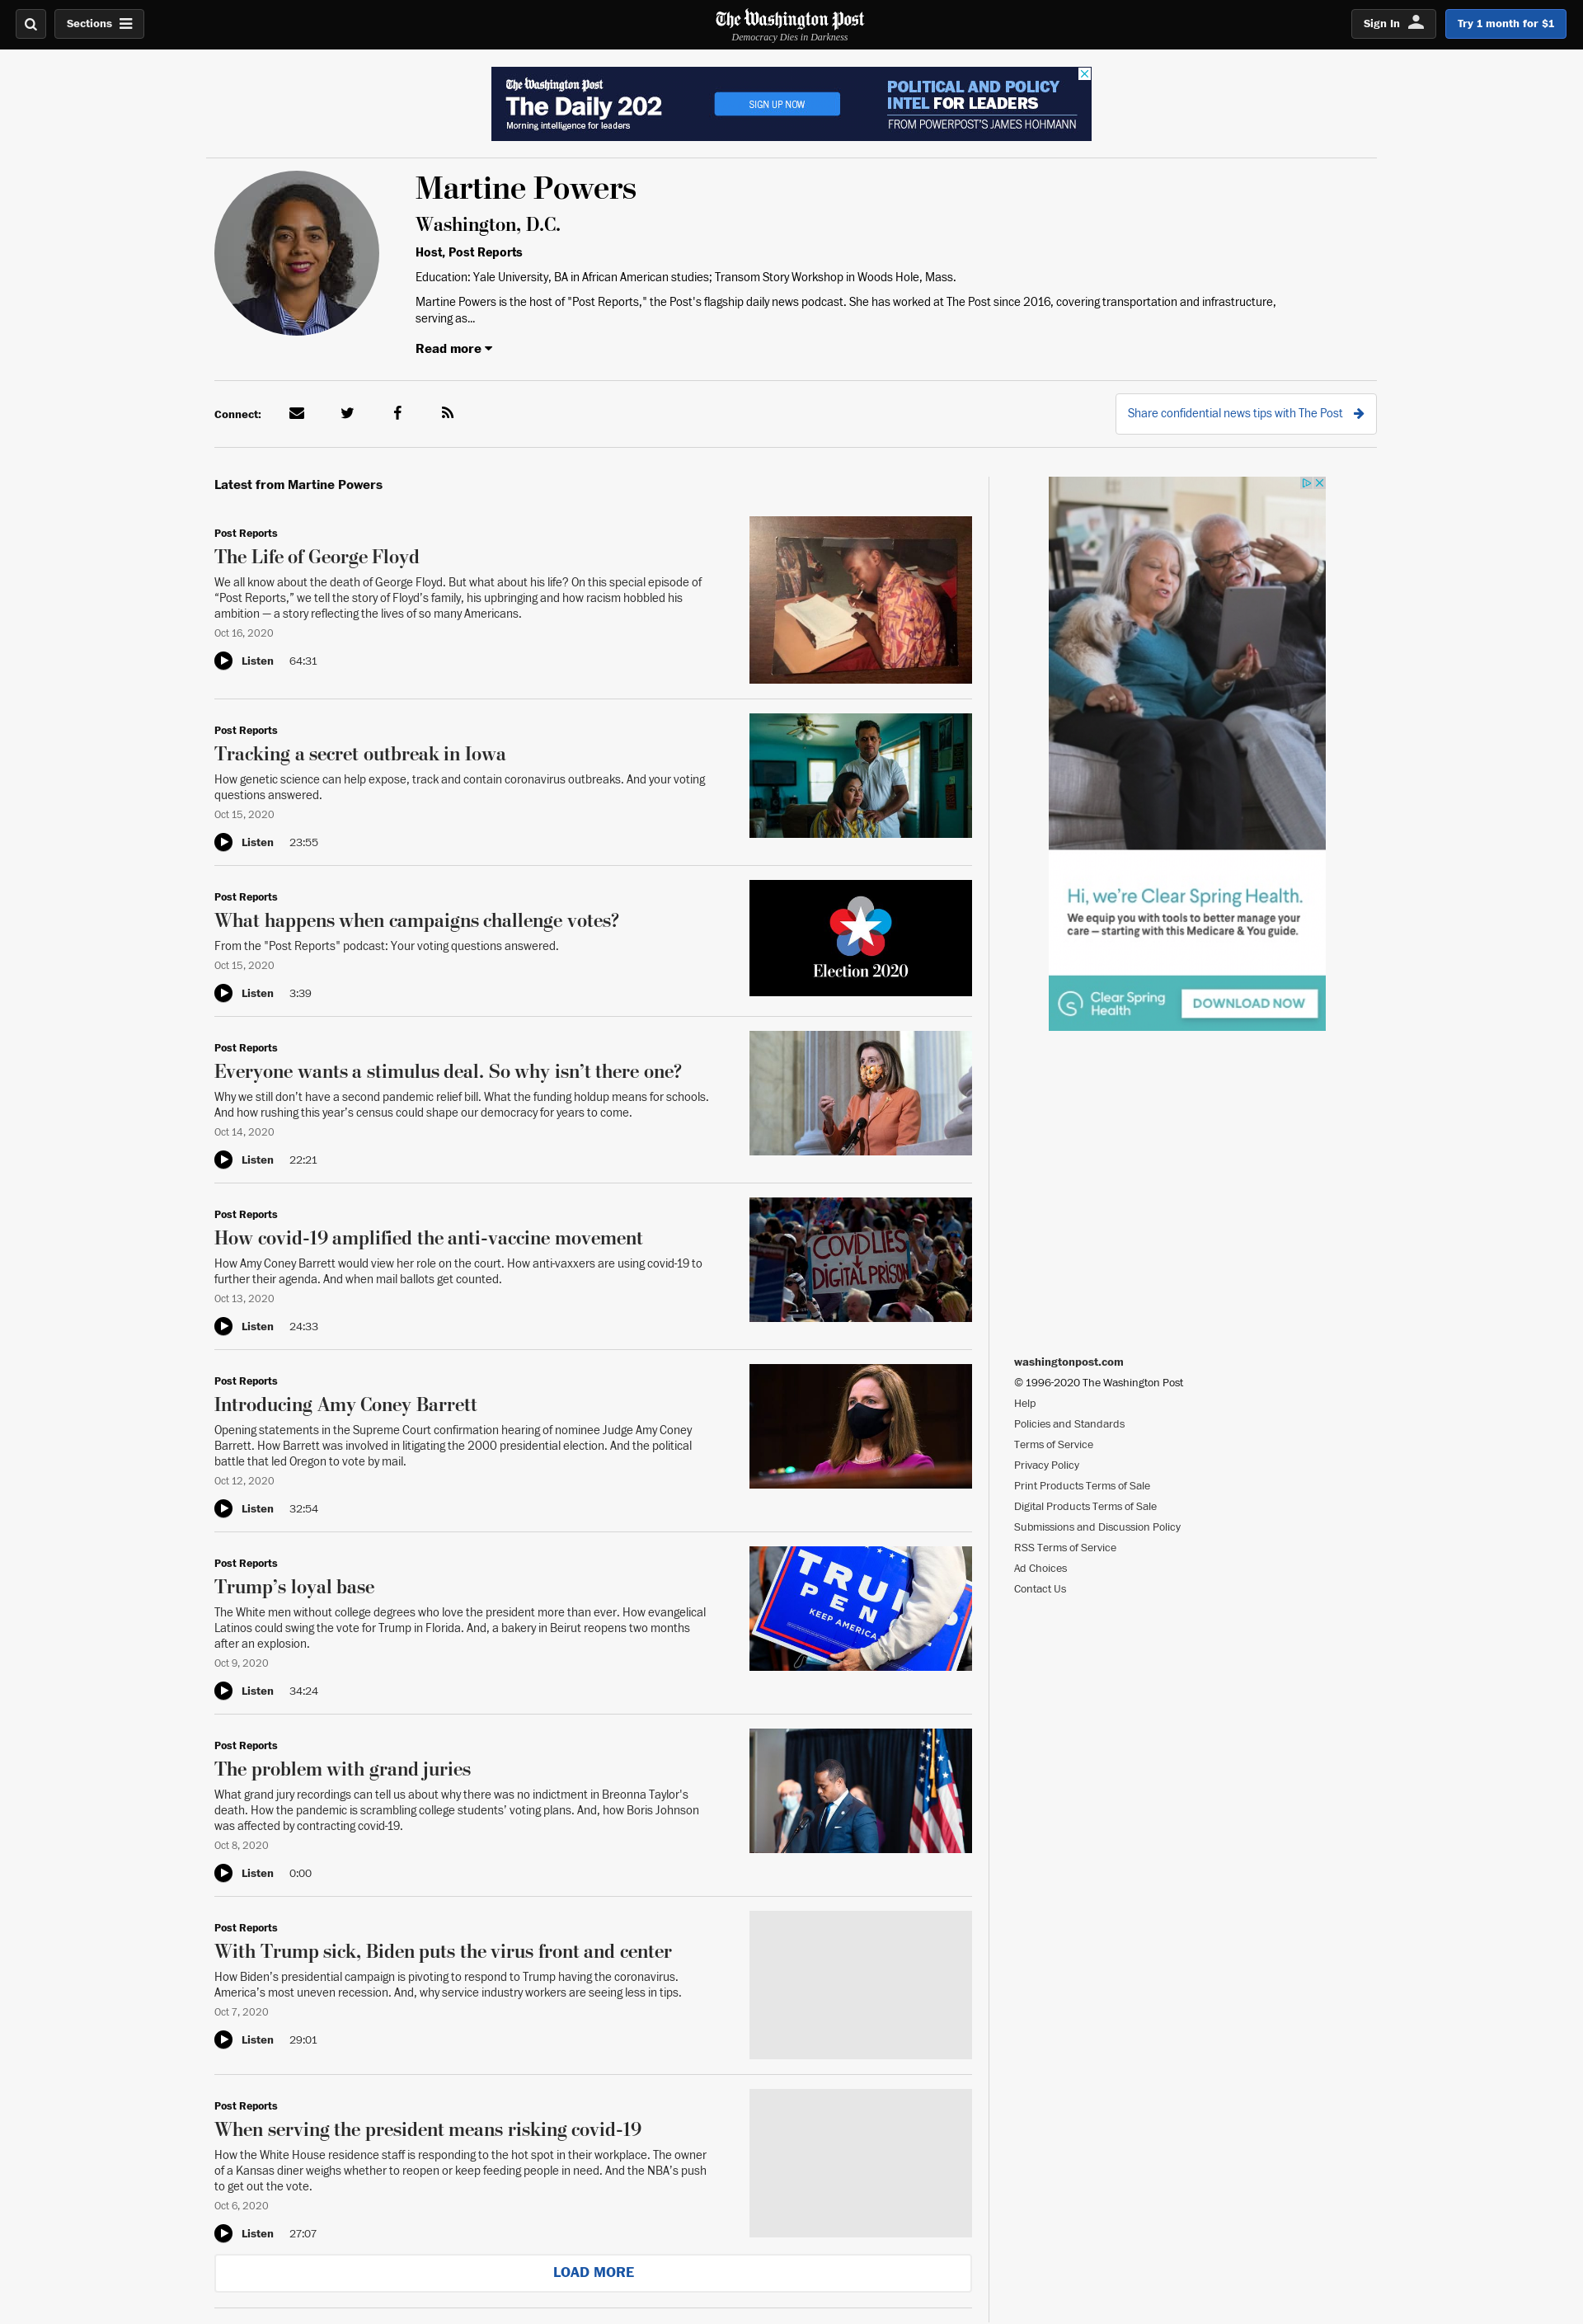 Sections
The Washington Post
Democracy Dies in Darkness
Sign In
Try 1 month for $1
The Washington Post
The Daily 202
Morning intelligence for leaders
SIGN UP NOW
POLITICAL AND POLICY
INTEL FOR LEADERS
FROM POWERPOST'S JAMES HOHMANN
Martine Powers
Washington, D.C.
Host, Post Reports
Education: Yale University, BA in African American studies; Transom Story Workshop in Woods Hole, Mass.
Martine Powers is the host of "Post Reports," the Post's flagship daily news podcast. She has worked at The Post since 2016, covering transportation and infrastructure,
serving as...
Read more
Connect:
Share confidential news tips with The Post
Latest from Martine Powers
Post Reports
The Life of George Floyd
We all know about the death of George Floyd. But what about his life? On this special episode of
“Post Reports,” we tell the story of Floyd’s family, his upbringing and how racism hobbled his
ambition — a story reflecting the lives of so many Americans.
Oct 16, 2020
Listen 64:31
Post Reports
Tracking a secret outbreak in Iowa
How genetic science can help expose, track and contain coronavirus outbreaks. And your voting
questions answered.
Oct 15, 2020
Listen 23:55
Post Reports
What happens when campaigns challenge votes?
From the "Post Reports" podcast: Your voting questions answered.
Oct 15, 2020
Listen 3:39
Election 2020
Post Reports
Everyone wants a stimulus deal. So why isn’t there one?
Why we still don’t have a second pandemic relief bill. What the funding holdup means for schools.
And how rushing this year’s census could shape our democracy for years to come.
Oct 14, 2020
Listen 22:21
Post Reports
How covid-19 amplified the anti-vaccine movement
How Amy Coney Barrett would view her role on the court. How anti-vaxxers are using covid-19 to
further their agenda. And when mail ballots get counted.
Oct 13, 2020
Listen 24:33
COVID LIES
DIGITAL PRISON
Post Reports
Introducing Amy Coney Barrett
Opening statements in the Supreme Court confirmation hearing of nominee Judge Amy Coney
Barrett. How Barrett was involved in litigating the 2000 presidential election. And the political
battle that led Oregon to vote by mail.
Oct 12, 2020
Listen 32:54
Post Reports
Trump’s loyal base
The White men without college degrees who love the president more than ever. How evangelical
Latinos could swing the vote for Trump in Florida. And, a bakery in Beirut reopens two months
after an explosion.
Oct 9, 2020
Listen 34:24
TRUMP
PEN
KEEP AMERICA
Post Reports
The problem with grand juries
What grand jury recordings can tell us about why there was no indictment in Breonna Taylor's
death. How the pandemic is scrambling college students’ voting plans. And, how Boris Johnson
was affected by contracting covid-19.
Oct 8, 2020
Listen 0:00
Post Reports
With Trump sick, Biden puts the virus front and center
How Biden’s presidential campaign is pivoting to respond to Trump having the coronavirus.
America’s most uneven recession. And, why service industry workers are seeing less in tips.
Oct 7, 2020
Listen 29:01
Post Reports
When serving the president means risking covid-19
How the White House residence staff is responding to the hot spot in their workplace. The owner
of a Kansas diner weighs whether to reopen or keep feeding people in need. And the NBA’s push
to get out the vote.
Oct 6, 2020
Listen 27:07
LOAD MORE
Hi, we’re Clear Spring Health.
We equip you with tools to better manage your
care – starting with this Medicare & You guide.
Clear Spring
Health
DOWNLOAD NOW
washingtonpost.com
© 1996-2020 The Washington Post
Help
Policies and Standards
Terms of Service
Privacy Policy
Print Products Terms of Sale
Digital Products Terms of Sale
Submissions and Discussion Policy
RSS Terms of Service
Ad Choices
Contact Us